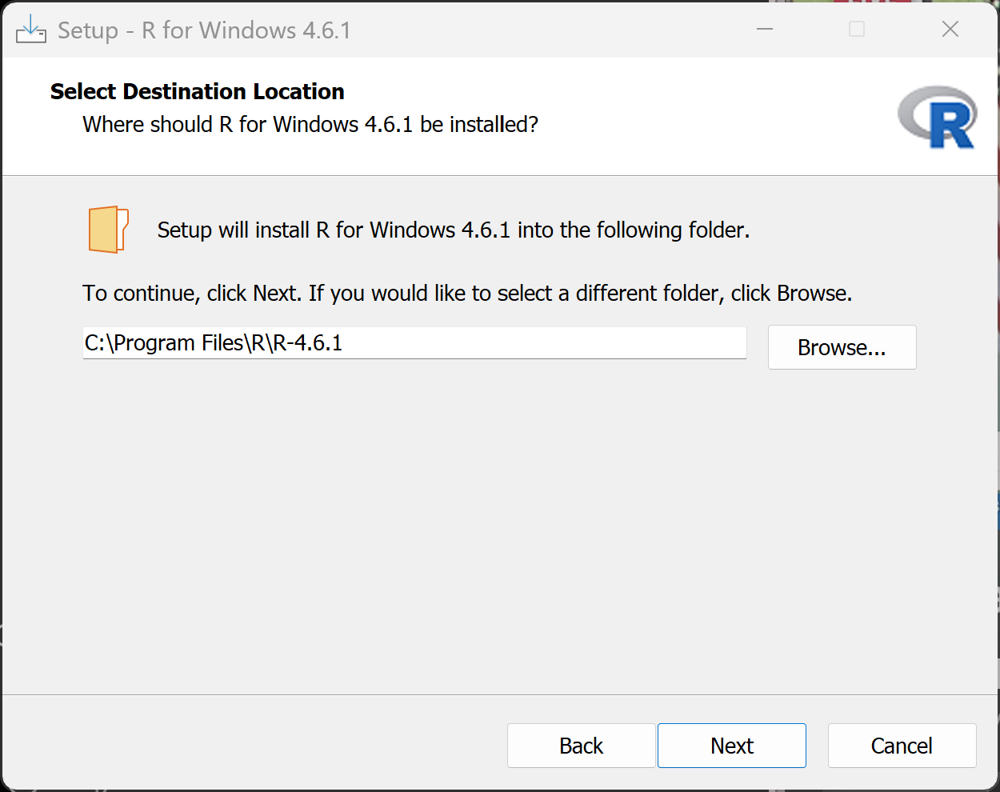 Setup - R for Windows 4.6.1
Select Destination Location
Where should R for Windows 4.6.1 be installed?
R
Setup will install R for Windows 4.6.1 into the following folder.
To continue, click Next. If you would like to select a different folder, click Browse.
C:\Program Files\R\R-4.6.1
Browse...
Back
Next
Cancel